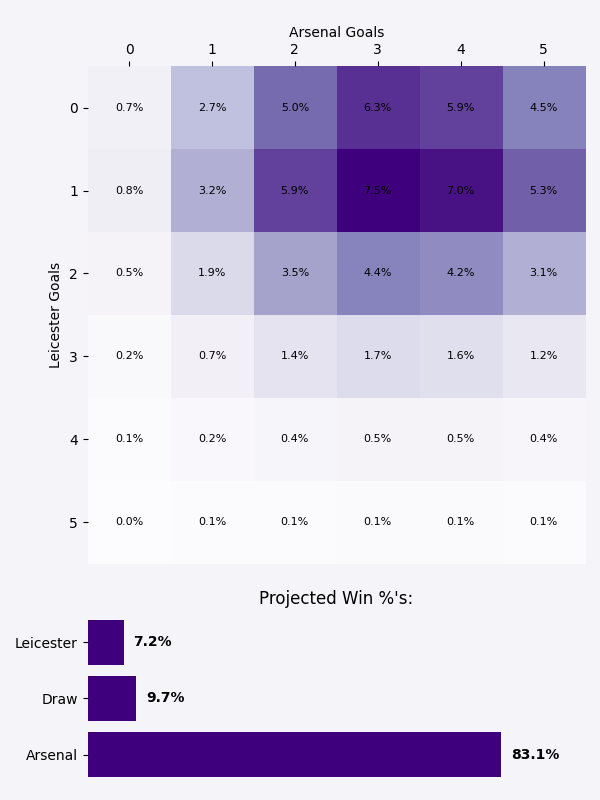 Arsenal Goals
0 1 2 3 4 5
Leicester Goals
0 0.7% 2.7% 5.0% 6.3% 5.9% 4.5%
1 0.8% 3.2% 5.9% 7.5% 7.0% 5.3%
2 0.5% 1.9% 3.5% 4.4% 4.2% 3.1%
3 0.2% 0.7% 1.4% 1.7% 1.6% 1.2%
4 0.1% 0.2% 0.4% 0.5% 0.5% 0.4%
5 0.0% 0.1% 0.1% 0.1% 0.1% 0.1%
Projected Win %'s:
Leicester 7.2%
Draw 9.7%
Arsenal 83.1%